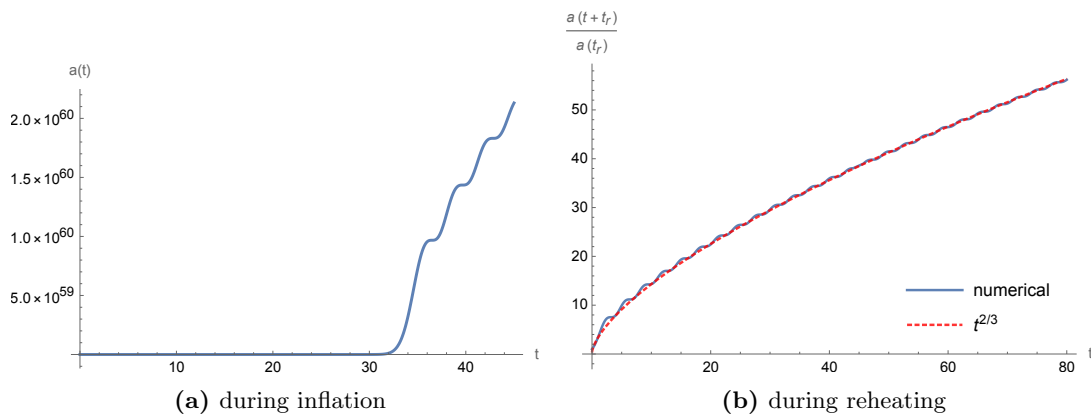 a(t)
2.0×10^60
1.5×10^60
1.0×10^60
5.0×10^59
10 20 30 40 t
(a) during inflation
a(t+t_r)
a(t_r)
50
40
30
20
10
20 40 60 80 t
numerical
t^2/3
(b) during reheating